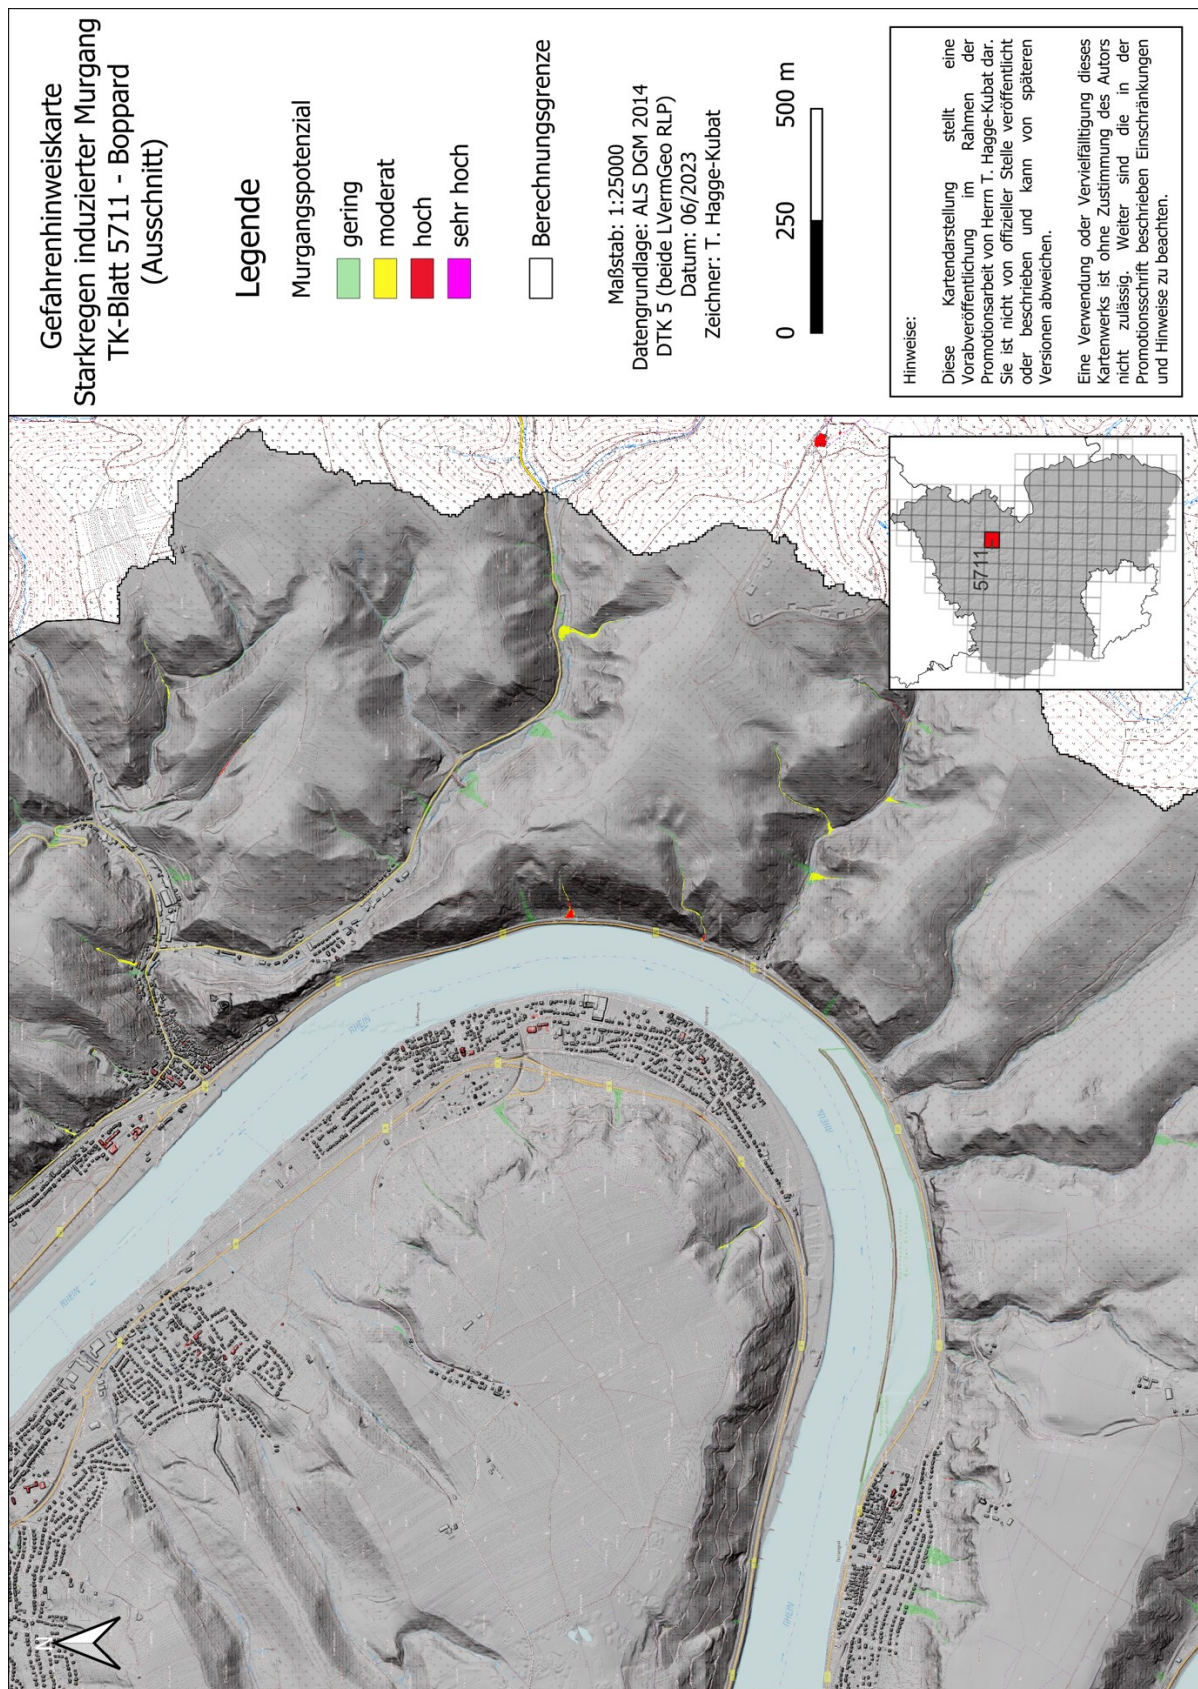 Gefahrenhinweiskarte
Starkregen induzierter Murgang
TK-Blatt 5711 - Boppard
(Ausschnitt)
Legende
Murgangspotenzial
gering
moderat
hoch
sehr hoch
Berechnungsgrenze
Maßstab: 1:25000
Datengrundlage: ALS DGM 2014
DTK 5 (beide LVermGeo RLP)
Datum: 06/2023
Zeichner: T. Hagge-Kubat
0 250 500 m
Hinweise:
Diese Kartendarstellung stellt eine
Vorabveröffentlichung im Rahmen der
Promotionsarbeit von Herrn T. Hagge-Kubat dar.
Sie ist nicht von offizieller Stelle veröffentlicht
oder beschrieben und kann von späteren
Versionen abweichen.
Eine Verwendung oder Vervielfältigung dieses
Kartenwerks ist ohne Zustimmung des Autors
nicht zulässig. Weiter sind die in der
Promotionsschrift beschrieben Einschränkungen
und Hinweise zu beachten.
5711
N
RHEIN
RHEIN
RHEIN
RHEIN